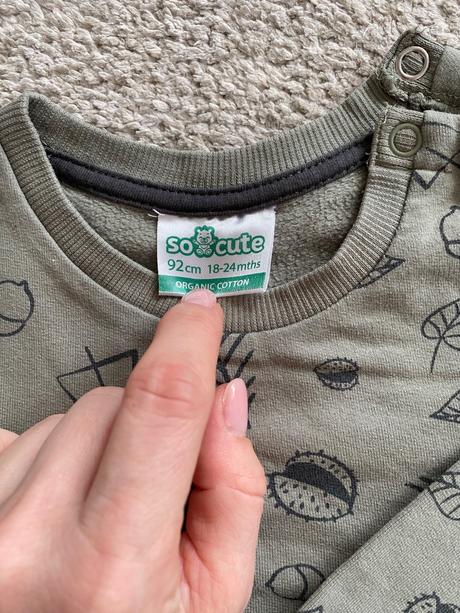 so cute
92cm 18-24mths
ORGANIC COTTON